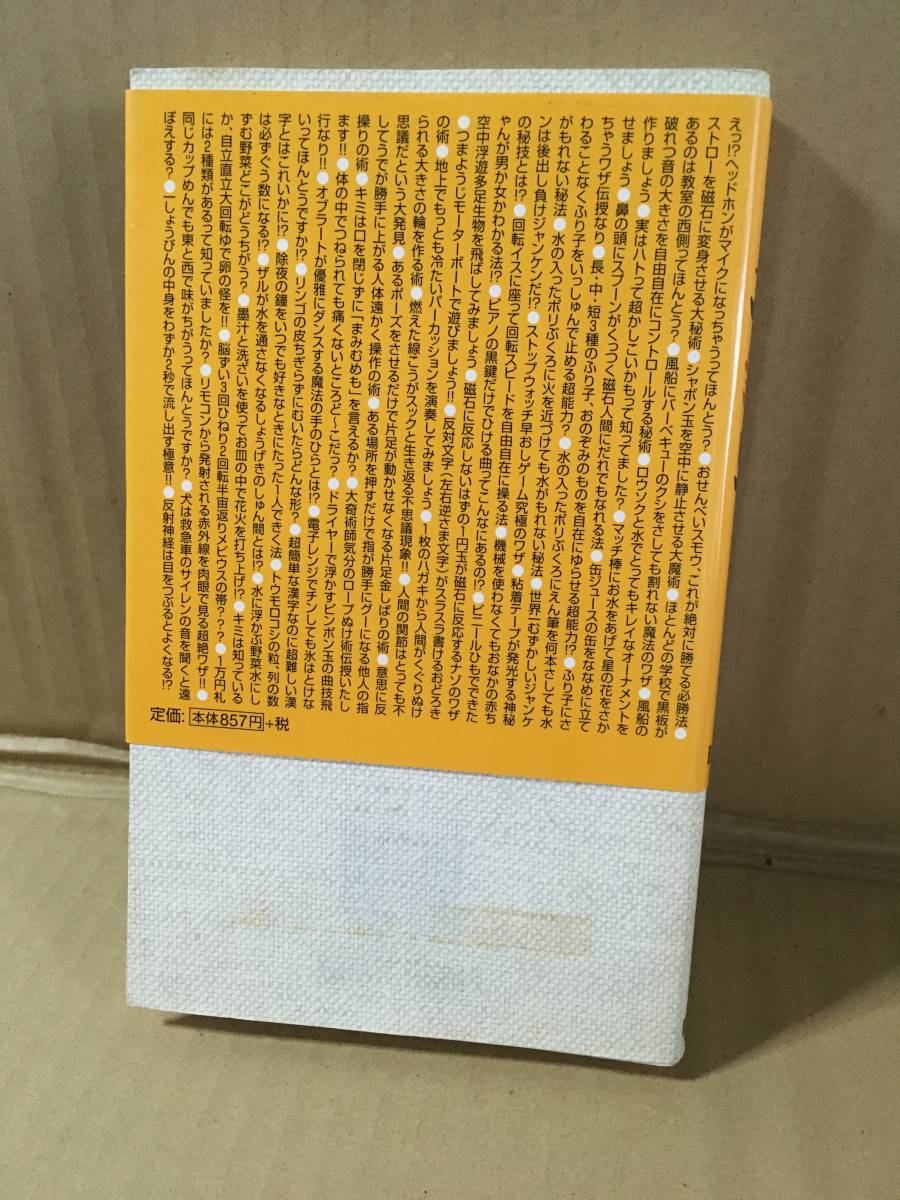 えっ!?ヘッドホンがマイクになっちゃうってほんとう?●おせんべいスモウ、これが絶対に勝てる必勝法●
ストローを磁石に変身させる大秘術●シャボン玉を空中に静止させる大魔術●ほとんどの学校で黒板が
あるのは教室の西側ってほんとう?●風船にバーベキューのクシをさしても割れない魔法のワザ●風船の
破れつ音の大きさを自由自在にコントロールする秘術●ロウソクと水でとってもキレイなオーナメントを
作りましょう●実はハトって超かしこいかもって知ってました?●マッチ棒にお水をあげて星の花をさか
せましょう●鼻の頭にスプーンがくっつく磁石人間にだれでもなれる法●缶ジュースの缶をななめに立て
ちゃうワザ伝授なり●長・中・短3種のふり子、おのぞみのものを自在にゆらせる超能力!?●ふり子にさ
わることなくふり子をいっしゅんで止める超能力?●水の入ったポリぶくろにえん筆を何本さしても水
がもれない秘法●水の入ったポリぶくろに火を近づけても水がもれない秘法●世界一むずかしいジャンケ
ンは後出し負けジャンケンだ!?●ストップウォッチ早おしゲーム究極のワザ●粘着テープが発光する神秘
の秘技とは!?●回転イスに座って回転スピードを自由自在に操る法●機械を使わなくてもおなかの赤ち
ゃんが男か女かわかる法!?●ピアノの黒鍵だけでひける曲ってこんなにあるの!?●ビニールひもでできた
空中浮遊多足生物を飛ばしてみましょう●磁石に反応しないはずの1円玉が磁石に反応するナゾのワザ
●つまようじモーターボートで遊びましょう!!●反対文字(左右逆さま文字)がスラスラ書けるおどろき
の術●地上でもっとも冷たいパーカッションを演奏してみましょう●1枚のハガキから人間がくぐりぬけ
られる大きさの輪を作る術●燃えた線こうがスックと生き返る不思議現象!!●人間の関節はとっても不
思議だという大発見●あるポーズをさせるだけで片足が動かせなくなる片足金しばりの術●意思に反
してうでが勝手に上がる人体遠かく操作の術●ある場所を押すだけで指が勝手にグーになる他人の指
操りの術●キミは口を閉じずに「まみむめも」を言えるか?●大奇術師気分のロープぬけ術伝授いたし
ます!!●体の中でつねられても痛くないところど〜こだっ?●ドライヤーで浮かすピンポン玉の曲技飛
行なり!!●オブラートが優雅にダンスする魔法の手のひらとは!?●電子レンジでチンしても氷はとけな
いってほんとうですか!?●リンゴの皮ちぎらずにむいたらどんな形?●超簡単な漢字なのに超難しい漢
字とはこれいかに!?●除夜の鐘をいつでも好きなときにたった1人できく法●トウモロコシの粒、列の数
は必ずぐう数になる!?●ザルが水を通さなくなるしょうげきのしゅん間とは!?●水に浮かぶ野菜水にし
ずむ野菜どこがどうちがう?●墨汁と洗ざいを使ってお皿の中で花火を打ち上げ!?●キミは知っている
か、自立直立大回転ゆで卵の怪を!!●脳ずい3回ひねり2回転半宙返りメビウスの帯???●1万円札
には2種類があるって知っていましたか?●リモコンから発射される赤外線を肉眼で見る超絶ワザ!!●
同じカップめんでも東と西で味がちがうってほんとうですか?●犬は救急車のサイレンの音を聞くと遠
ぼえする?●一しょうびんの中身をわずか2秒で流し出す極意!!●反射神経は目をつぶるとよくなる!?
定価:本体857円+税